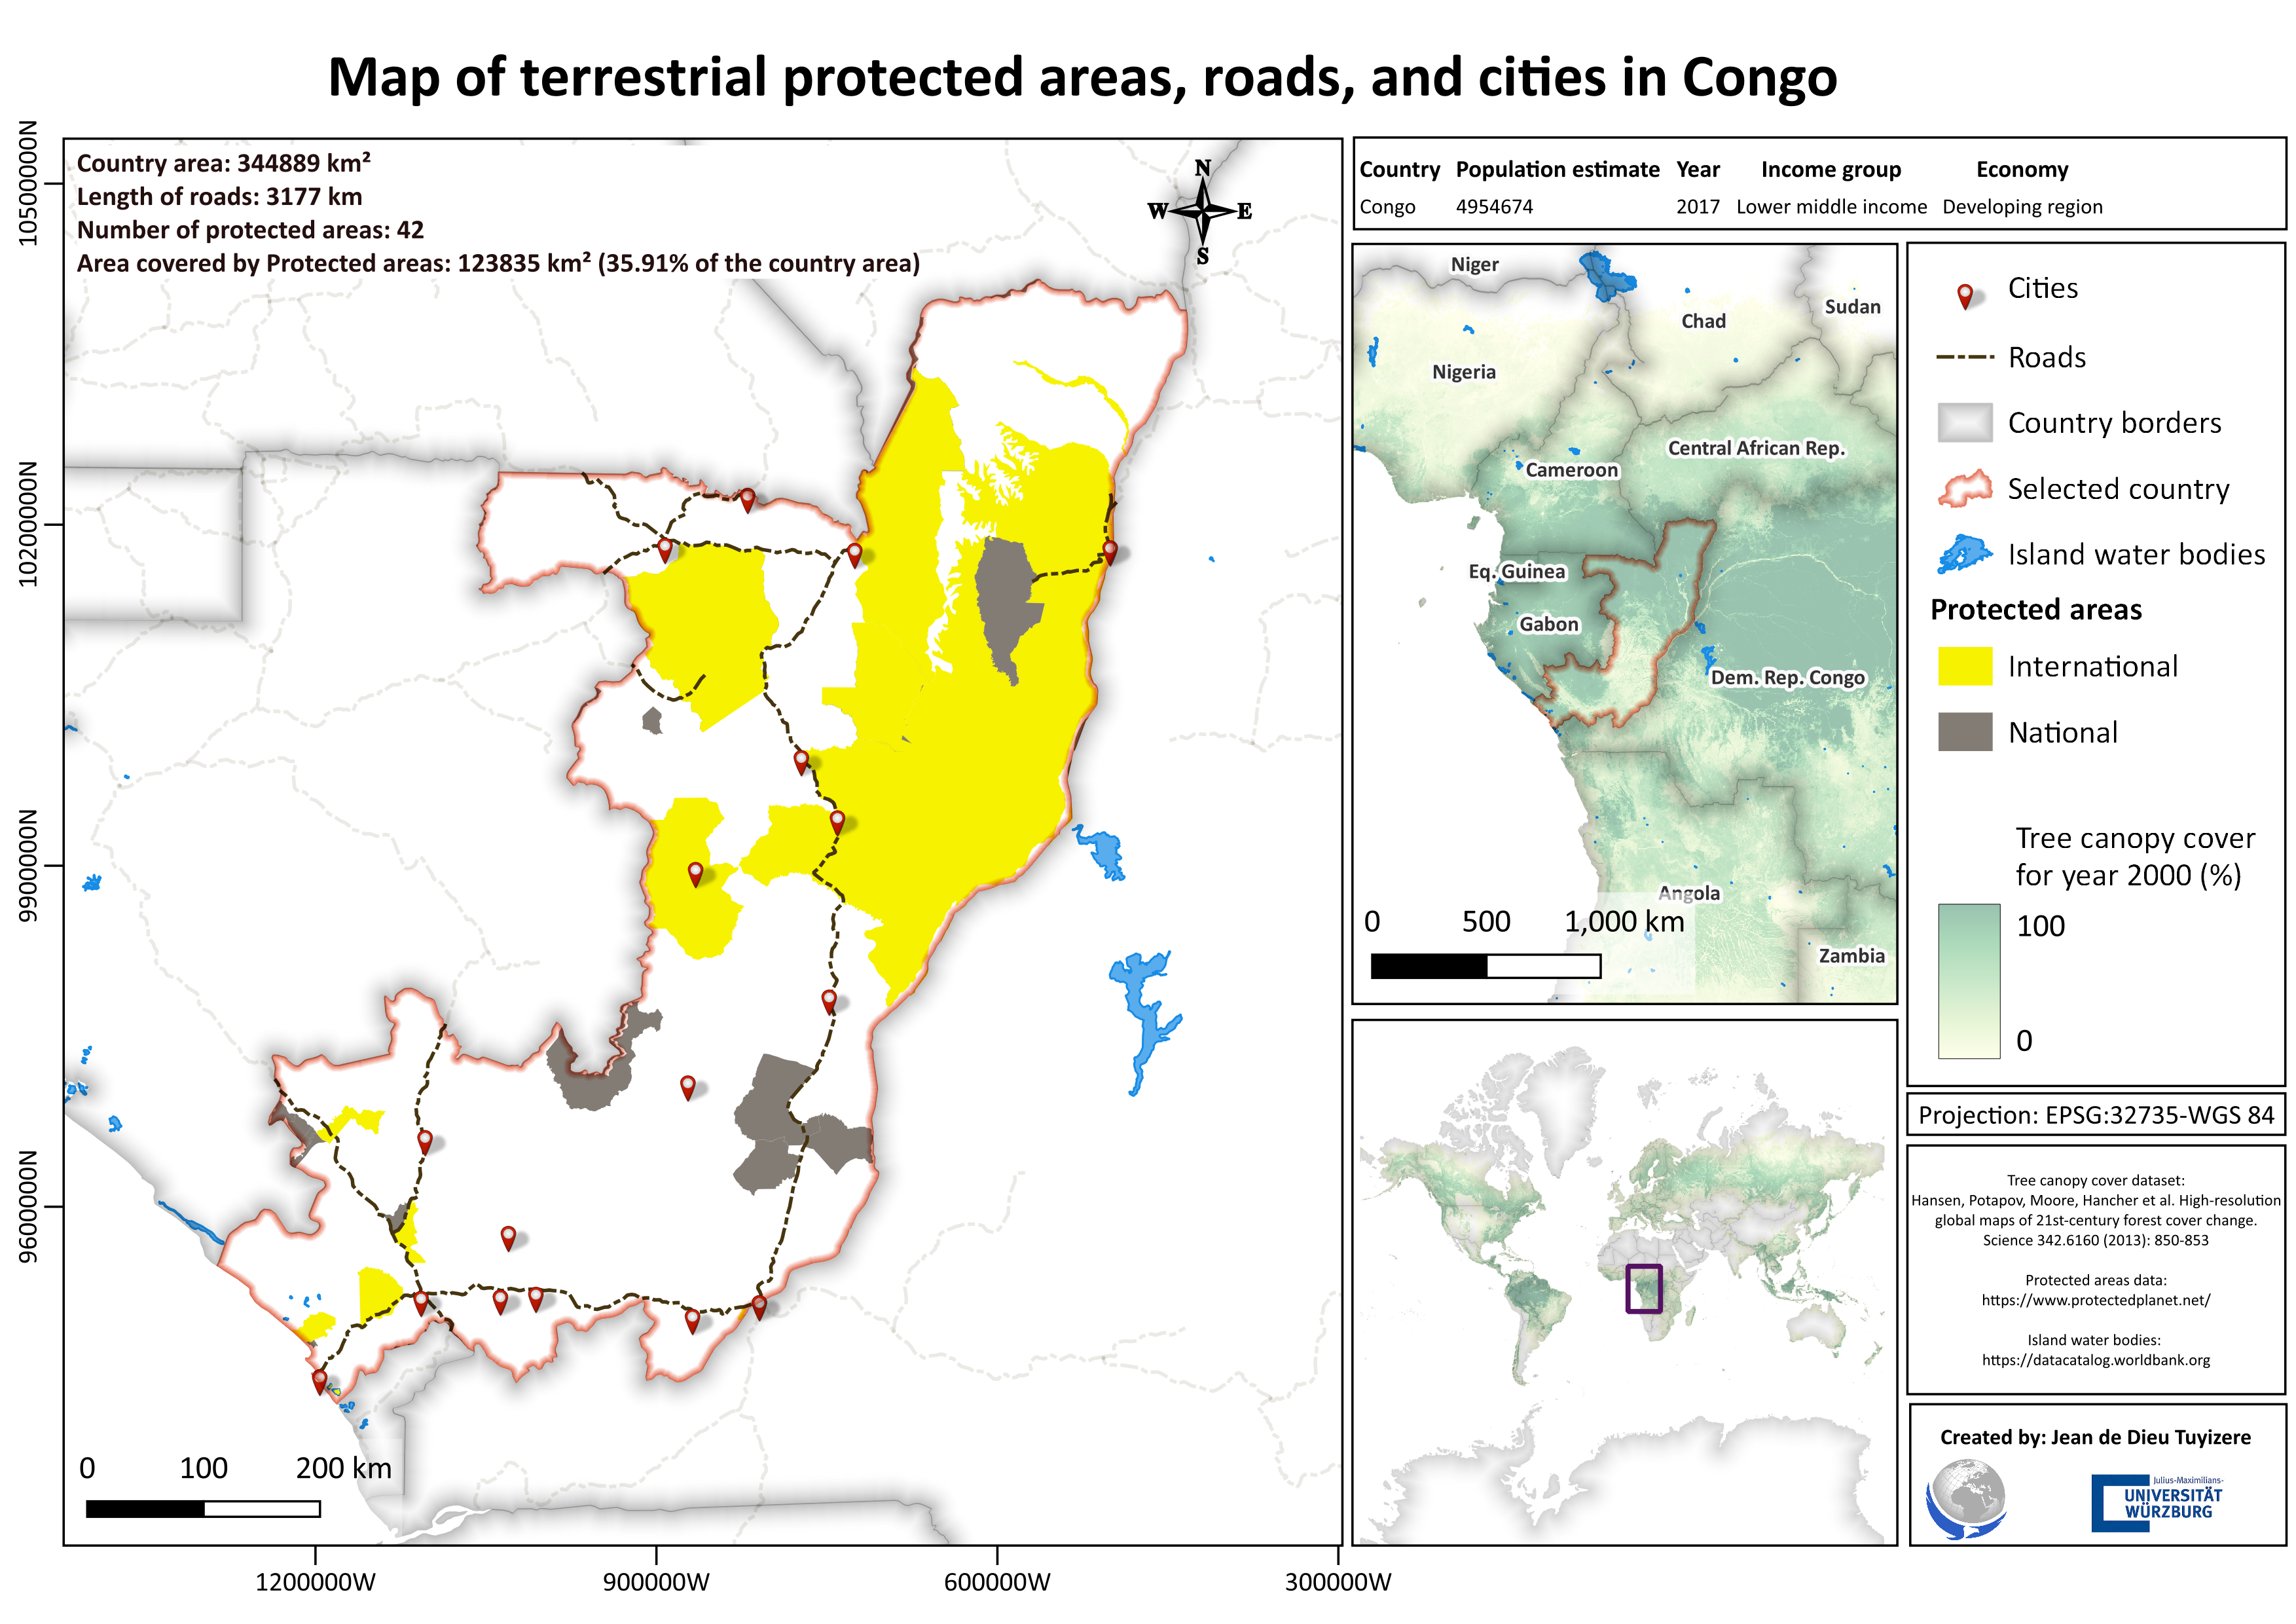 Map of terrestrial protected areas, roads, and cities in Congo
Country area: 344889 km²
Length of roads: 3177 km
Number of protected areas: 42
Area covered by Protected areas: 123835 km² (35.91% of the country area)
N
W E
S
10500000N
10200000N
9900000N
9600000N
1200000W
900000W
600000W
300000W
0 100 200 km
Country Population estimate Year Income group Economy
Congo 4954674 2017 Lower middle income Developing region
Niger
Sudan
Chad
Nigeria
Central African Rep.
Cameroon
Eq. Guinea
Gabon
Dem. Rep. Congo
Angola
0 500 1,000 km
Zambia
Cities
Roads
Country borders
Selected country
Island water bodies
Protected areas
International
National
Tree canopy cover
for year 2000 (%)
100
0
Projection: EPSG:32735-WGS 84
Tree canopy cover dataset:
Hansen, Potapov, Moore, Hancher et al. High-resolution
global maps of 21st-century forest cover change.
Science 342.6160 (2013): 850-853
Protected areas data:
https://www.protectedplanet.net/
Island water bodies:
https://datacatalog.worldbank.org
Created by: Jean de Dieu Tuyizere
Julius-Maximilians-
UNIVERSITÄT
WÜRZBURG